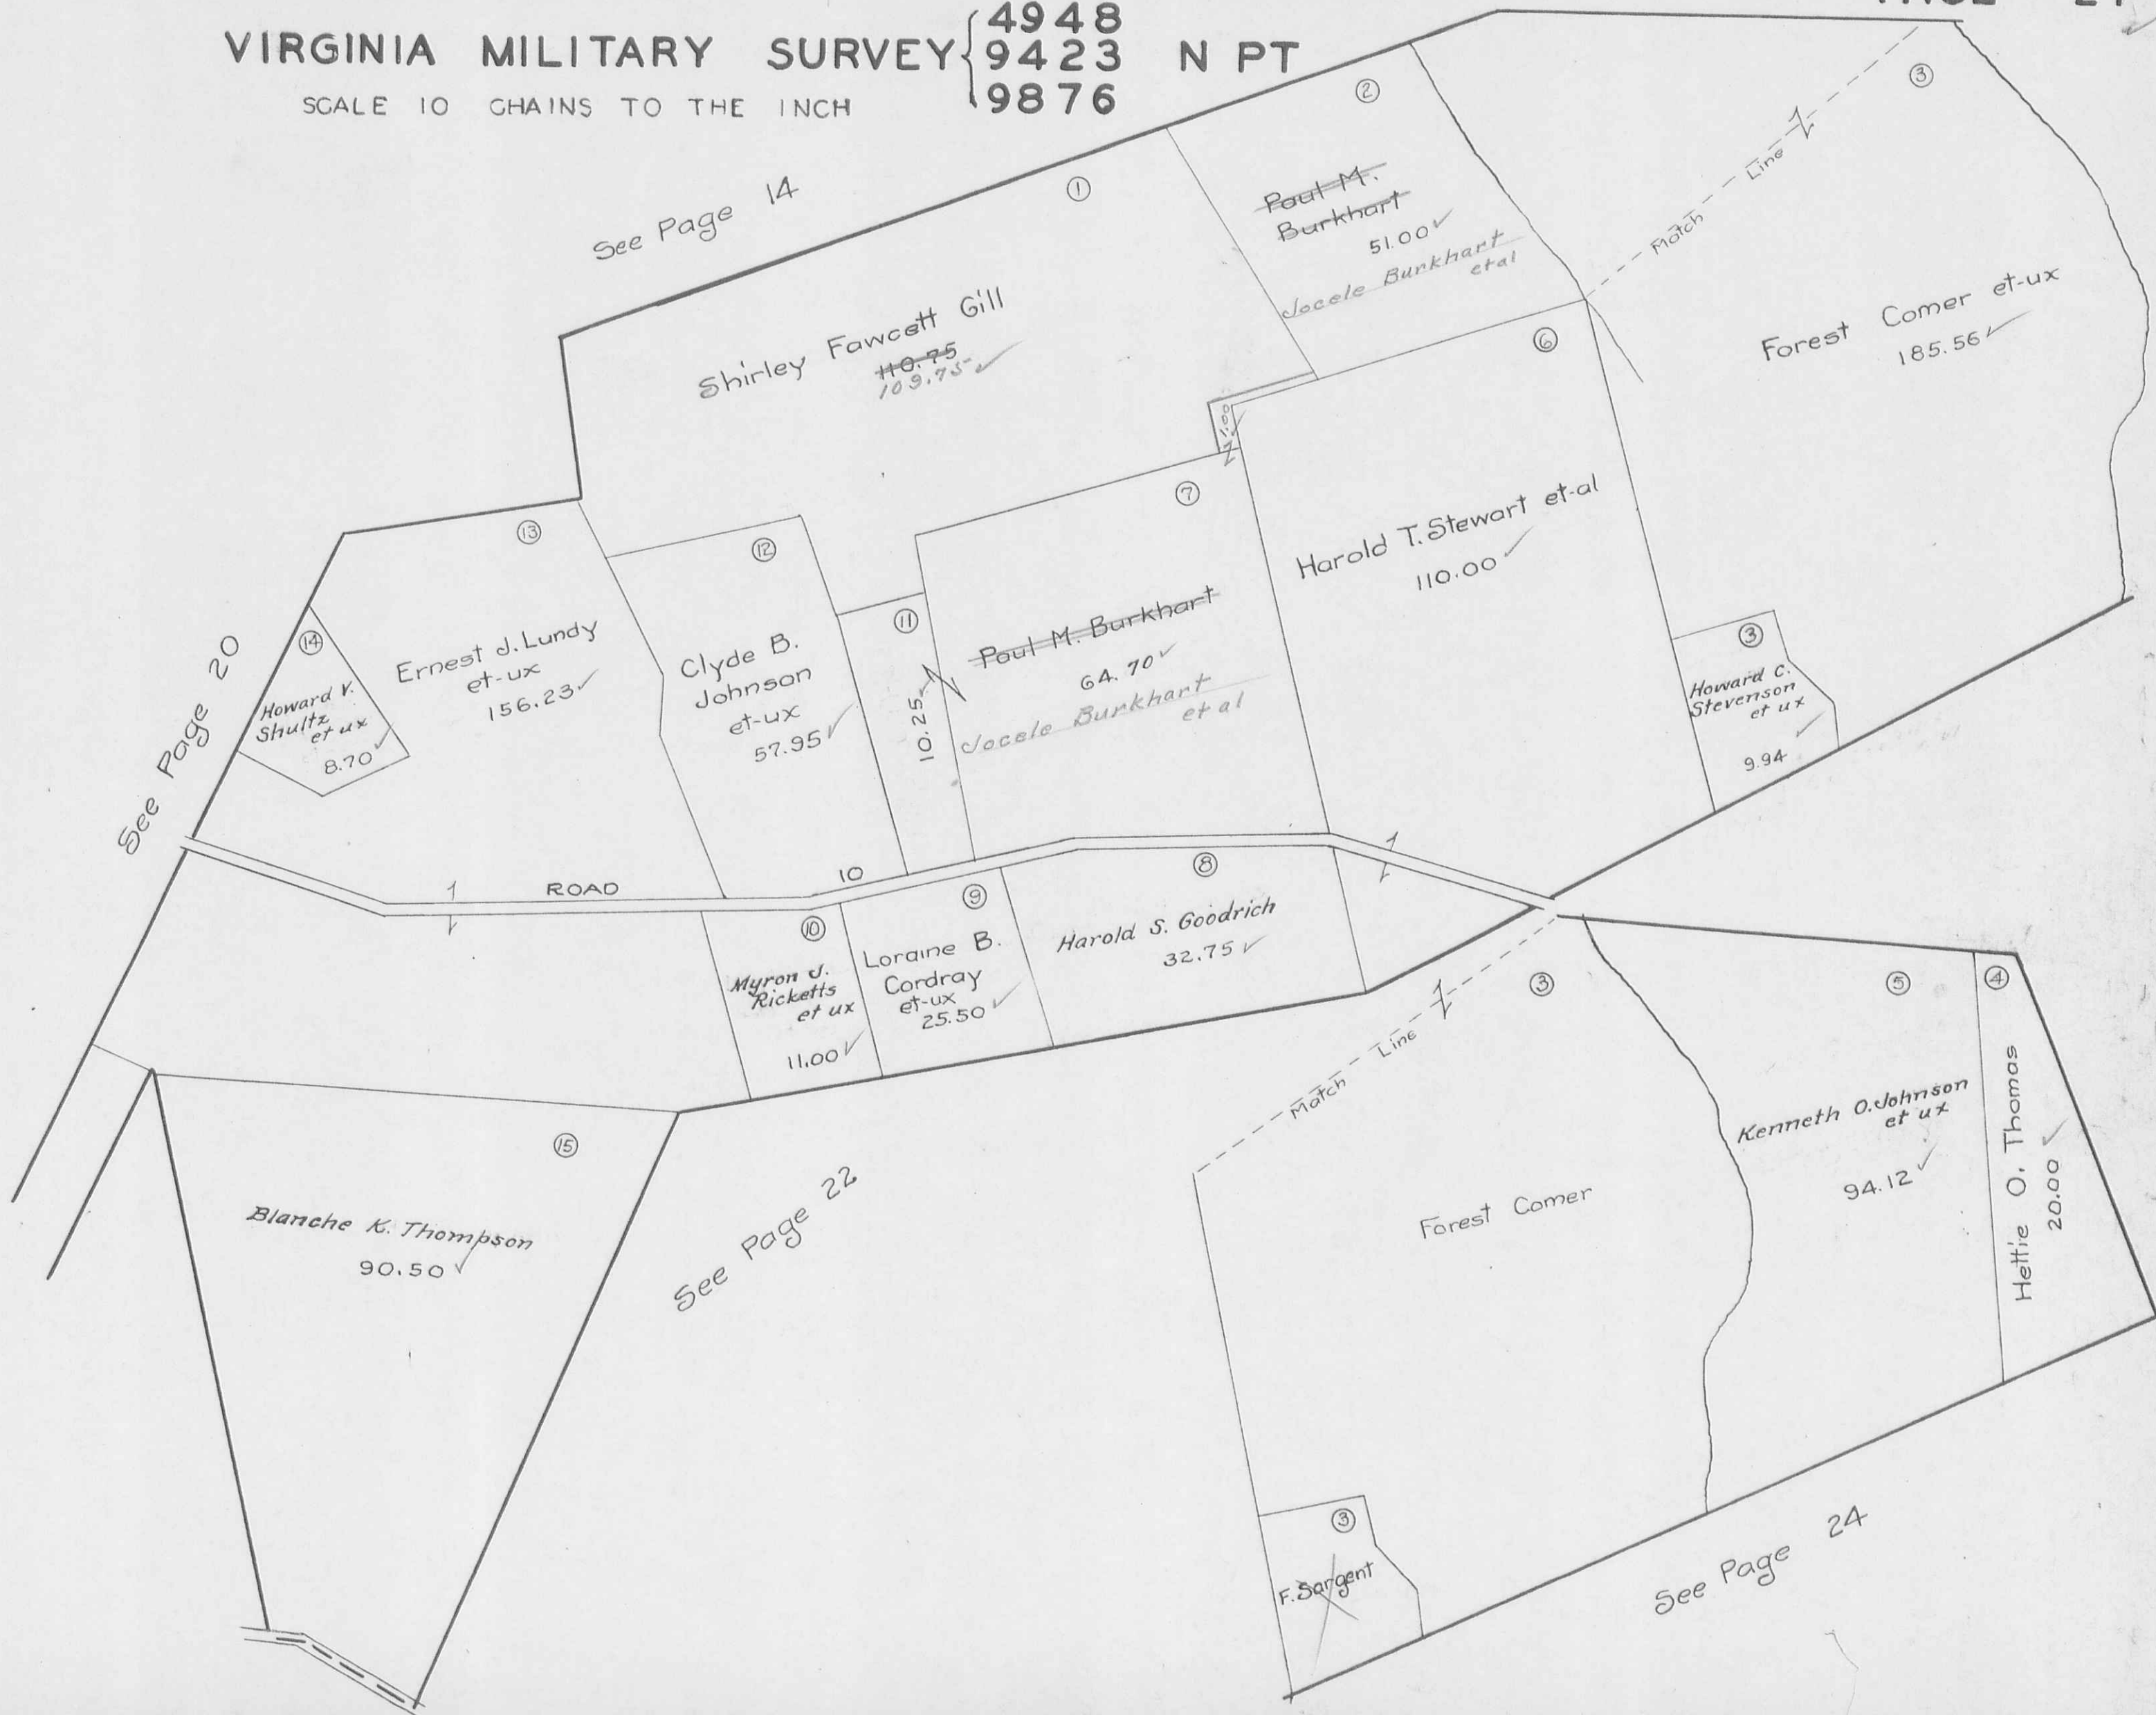 VIRGINIA MILITARY SURVEY { 4948
9423 N PT
9876
SCALE 10 CHAINS TO THE INCH
See Page 14
①
Shirley Fawcett Gill
110.75
109.75 ✓
②
Paul M.
Burkhart
51.00 ✓
Jocele Burkhart
et al
③
Match Line
Forest Comer et-ux
185.56 ✓
⑥
Harold T. Stewart et-al
110.00 ✓
1.00
⑦
Paul M. Burkhart
64.70 ✓
Jocele Burkhart
et al
③
Howard C.
Stevenson
et ux
9.94 ✓
⑪
10.25 ✓
⑫
Clyde B.
Johnson
et-ux
57.95 ✓
⑬
Ernest J. Lundy
et-ux
156.23 ✓
⑭
Howard V.
Shultz
et ux
8.70 ✓
See Page 20
ROAD 10
⑧
Harold S. Goodrich
32.75 ✓
⑨
Loraine B.
Cordray
et-ux
25.50 ✓
⑩
Myron J.
Ricketts
et ux
11.00 ✓
⑮
Blanche K. Thompson
90.50 ✓
See Page 22
Match Line
③
Forest Comer
⑤
Kenneth O. Johnson
et ux
94.12 ✓
④
Hettie O. Thomas
20.00 ✓
③
F. Sargent
See Page 24